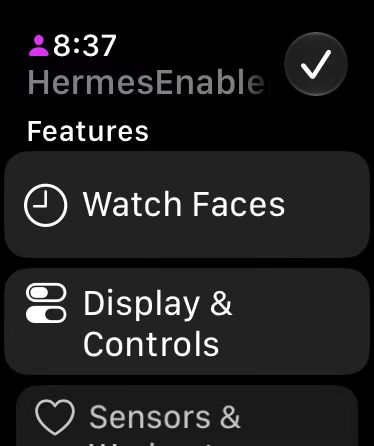 8:37
HermesEnable
Features
Watch Faces
Display &
Controls
Sensors &